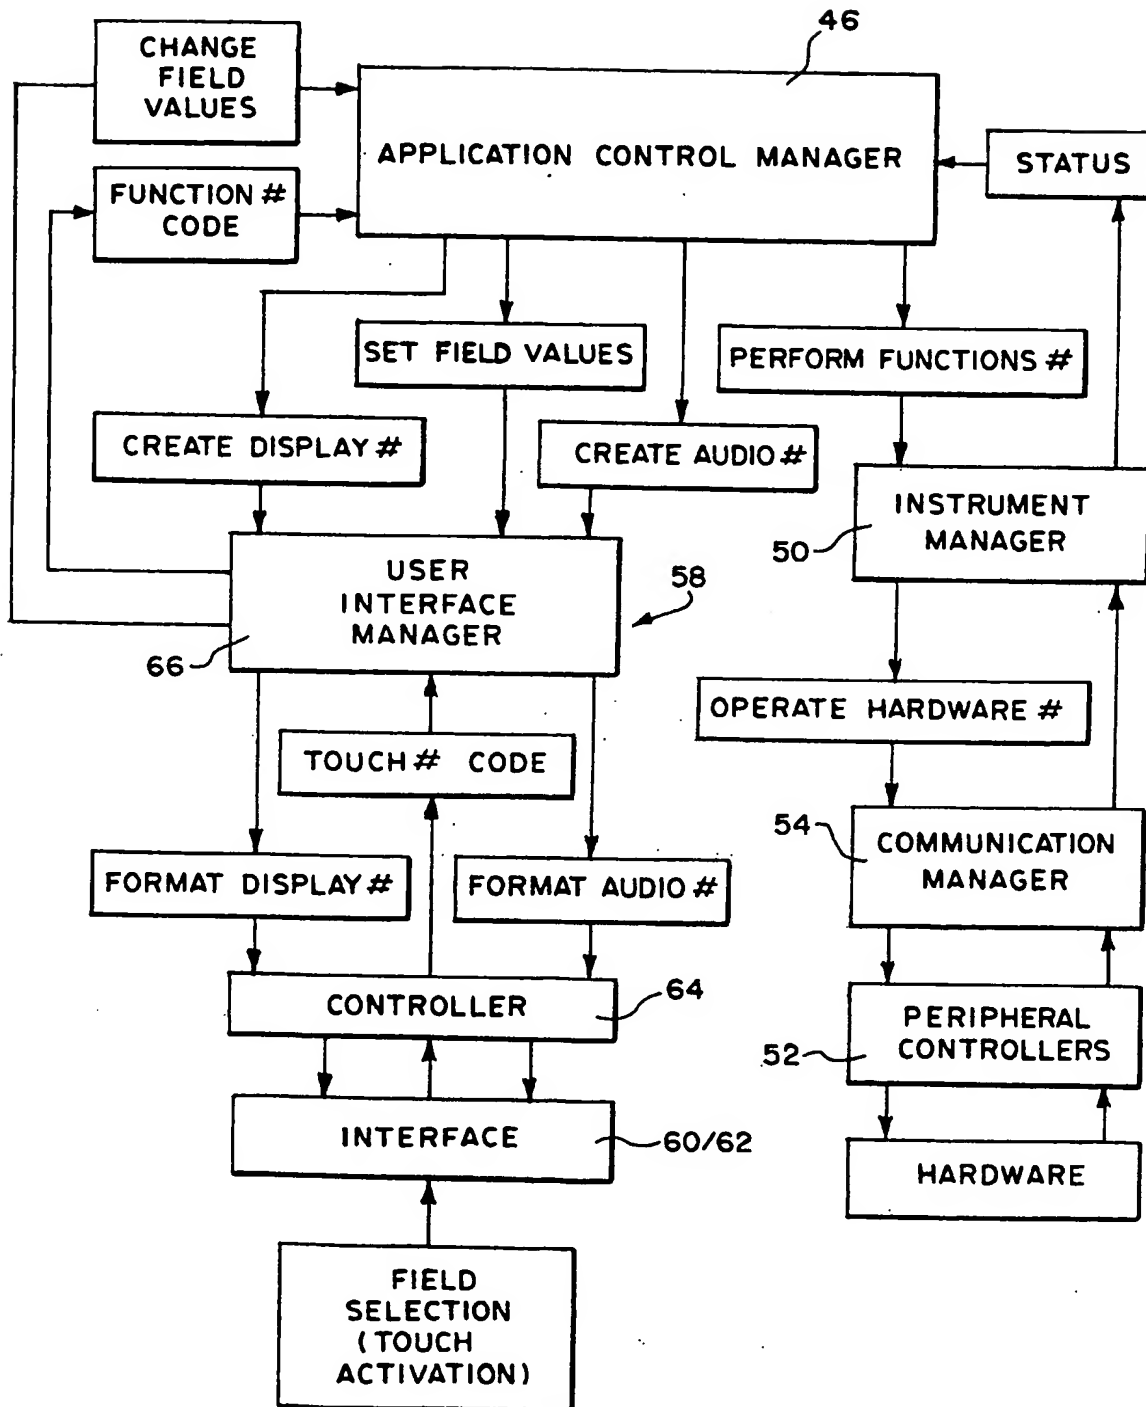 46
CHANGE
FIELD
VALUES
APPLICATION CONTROL MANAGER
STATUS
FUNCTION #
CODE
SET FIELD VALUES
PERFORM FUNCTIONS #
CREATE DISPLAY #
CREATE AUDIO #
INSTRUMENT
MANAGER
50
USER
INTERFACE
MANAGER
58
66
OPERATE HARDWARE #
TOUCH # CODE
54
COMMUNICATION
MANAGER
FORMAT DISPLAY #
FORMAT AUDIO #
CONTROLLER
64
PERIPHERAL
CONTROLLERS
52
INTERFACE
60/62
HARDWARE
FIELD
SELECTION
(TOUCH
ACTIVATION)